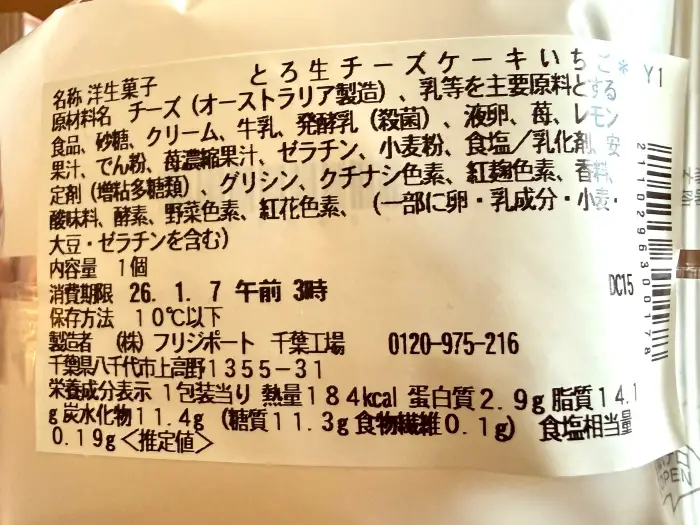 とろ生チーズケーキいちご* Y1
名称 洋生菓子
原材料名 チーズ（オーストラリア製造）、乳等を主要原料とする
食品、砂糖、クリーム、牛乳、発酵乳（殺菌）、液卵、苺、レモン
果汁、でん粉、苺濃縮果汁、ゼラチン、小麦粉、食塩／乳化剤、安
定剤（増粘多糖類）、グリシン、クチナシ色素、紅麹色素、香料、
酸味料、酵素、野菜色素、紅花色素、（一部に卵・乳成分・小麦・
大豆・ゼラチンを含む）
内容量 1個
消費期限 26. 1. 7 午前 3時
DC15
保存方法 10℃以下
製造者 （株）フリジポート 千葉工場 0120-975-216
千葉県八千代市上高野1355-31
栄養成分表示 1包装当り 熱量184kcal 蛋白質2.9g 脂質14.1
g 炭水化物11.4g （糖質11.3g 食物繊維0.1g） 食塩相当量
0.19g <推定値>
2110296300178
OPEN